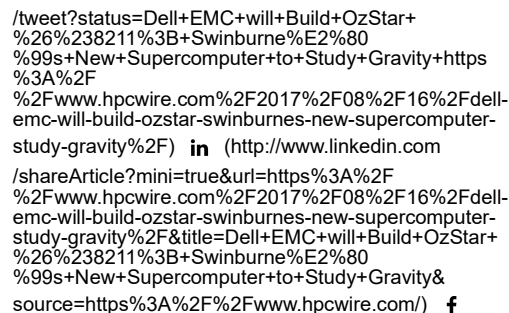 /tweet?status=Dell+EMC+will+Build+OzStar+
%26%238211%3B+Swinburne%E2%80
%99s+New+Supercomputer+to+Study+Gravity+https
%3A%2F
%2Fwww.hpcwire.com%2F2017%2F08%2F16%2Fdell-
emc-will-build-ozstar-swinburnes-new-supercomputer-
study-gravity%2F) in (http://www.linkedin.com
/shareArticle?mini=true&url=https%3A%2F
%2Fwww.hpcwire.com%2F2017%2F08%2F16%2Fdell-
emc-will-build-ozstar-swinburnes-new-supercomputer-
study-gravity%2F&title=Dell+EMC+will+Build+OzStar+
%26%238211%3B+Swinburne%E2%80
%99s+New+Supercomputer+to+Study+Gravity&
source=https%3A%2F%2Fwww.hpcwire.com/) f